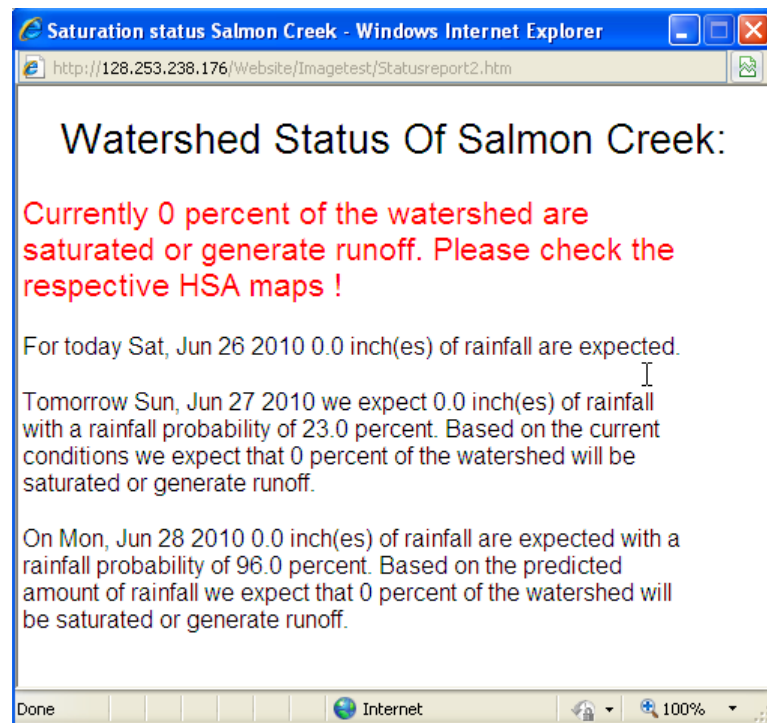 Saturation status Salmon Creek - Windows Internet Explorer
http://128.253.238.176/Website/Imagetest/Statusreport2.htm
Watershed Status Of Salmon Creek:
Currently 0 percent of the watershed are
saturated or generate runoff. Please check the
respective HSA maps !
For today Sat, Jun 26 2010 0.0 inch(es) of rainfall are expected.
Tomorrow Sun, Jun 27 2010 we expect 0.0 inch(es) of rainfall
with a rainfall probability of 23.0 percent. Based on the current
conditions we expect that 0 percent of the watershed will be
saturated or generate runoff.
On Mon, Jun 28 2010 0.0 inch(es) of rainfall are expected with a
rainfall probability of 96.0 percent. Based on the predicted
amount of rainfall we expect that 0 percent of the watershed will
be saturated or generate runoff.
Done Internet 100%